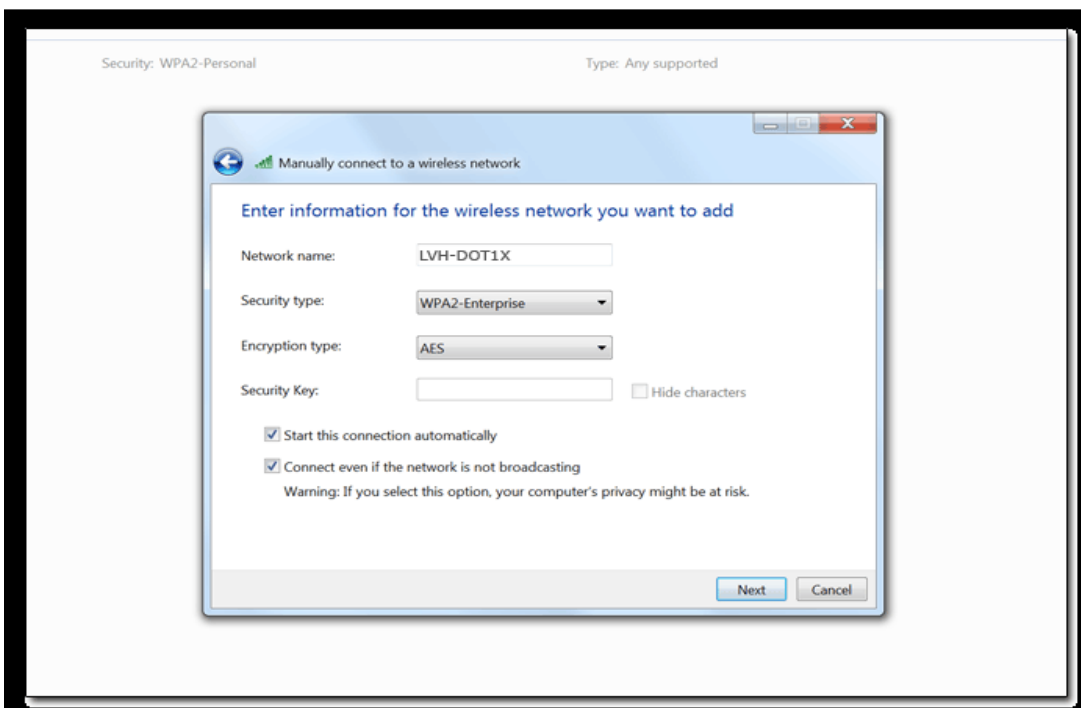 Security: WPA2-Personal Type: Any supported
Manually connect to a wireless network
Enter information for the wireless network you want to add
Network name: LVH-DOT1X
Security type: WPA2-Enterprise
Encryption type: AES
Security Key: Hide characters
Start this connection automatically
Connect even if the network is not broadcasting
Warning: If you select this option, your computer's privacy might be at risk.
Next Cancel